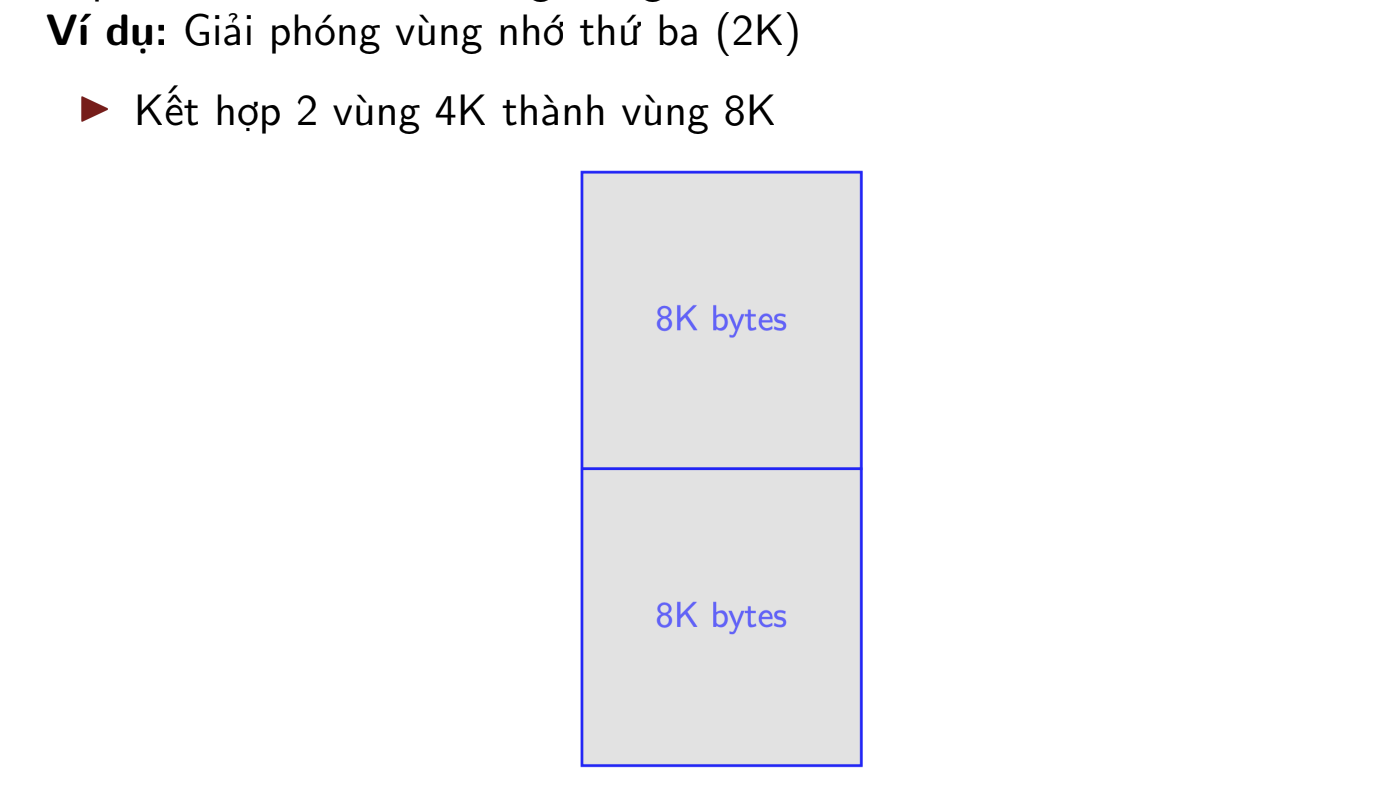 Ví dụ: Giải phóng vùng nhớ thứ ba (2K)
Kết hợp 2 vùng 4K thành vùng 8K
8K bytes
8K bytes